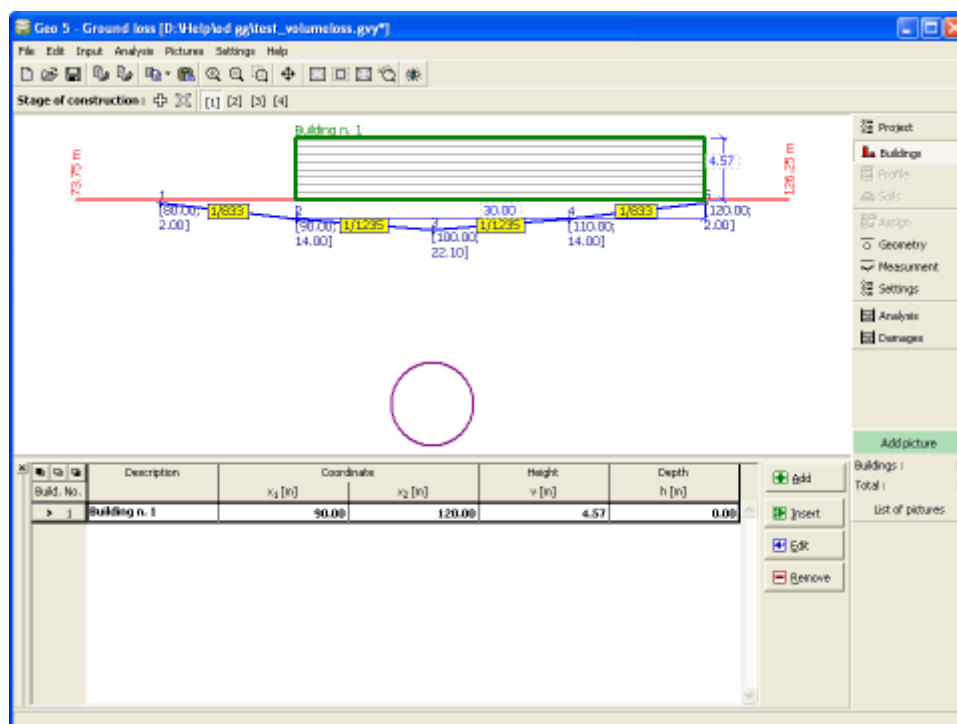 Geo 5 - Ground loss [D:\Help\od gg\test_volumeloss.gvy*]
File Edit Input Analysis Pictures Settings Help
Stage of construction : [1] [2] [3] [4]
Building n. 1
73.75 m
4.57
126.25 m
1
[80.00;
2.00]
1/833
2
[90.00;
14.00]
1/1235
[100.00;
22.10]
30.00
1/1235
4
[110.00;
14.00]
1/833
5
[120.00;
2.00]
Project
Buildings
Profile
Soils
Assign
Geometry
Measurment
Settings
Analysis
Damages
Add picture
Buildings :
Total :
List of pictures
Build. No. Description Coordinate Height Depth
x1 [m] x2 [m] v [m] h [m]
1 Building n. 1 90.00 120.00 4.57 0.00
Add
Insert
Edit
Remove